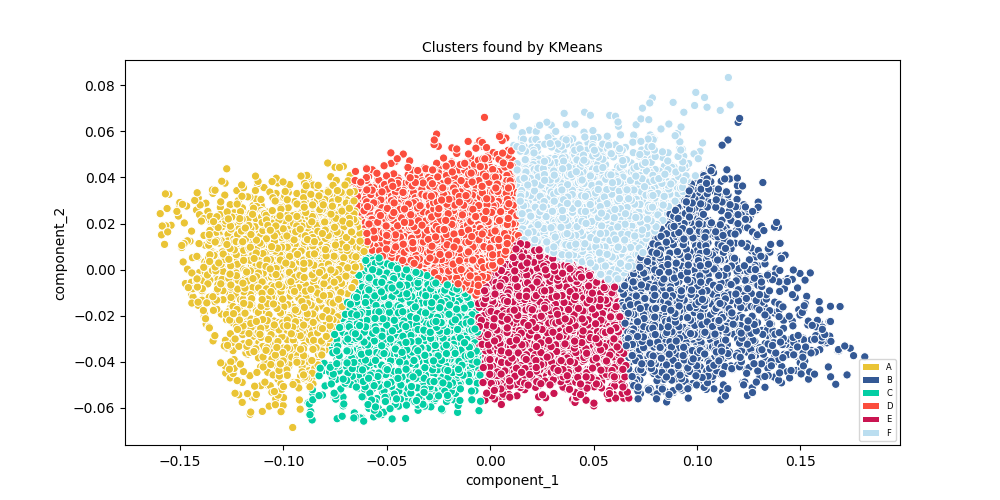 Clusters found by KMeans
component_2
0.08
0.06
0.04
0.02
0.00
−0.02
−0.04
−0.06
−0.15
−0.10
−0.05
0.00
0.05
0.10
0.15
component_1
A
B
C
D
E
F